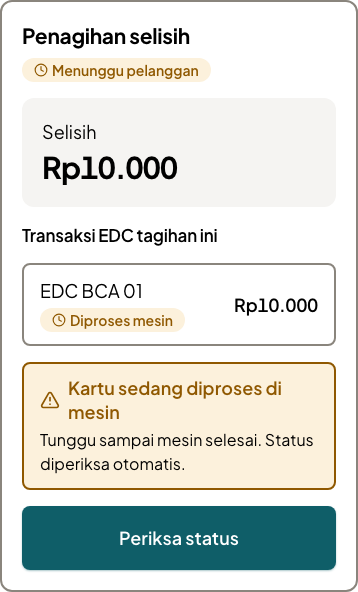 Penagihan selisih
Menunggu pelanggan
Selisih
Rp10.000
Transaksi EDC tagihan ini
EDC BCA 01
Rp10.000
Diproses mesin
Kartu sedang diproses di
mesin
Tunggu sampai mesin selesai. Status
diperiksa otomatis.
Periksa status